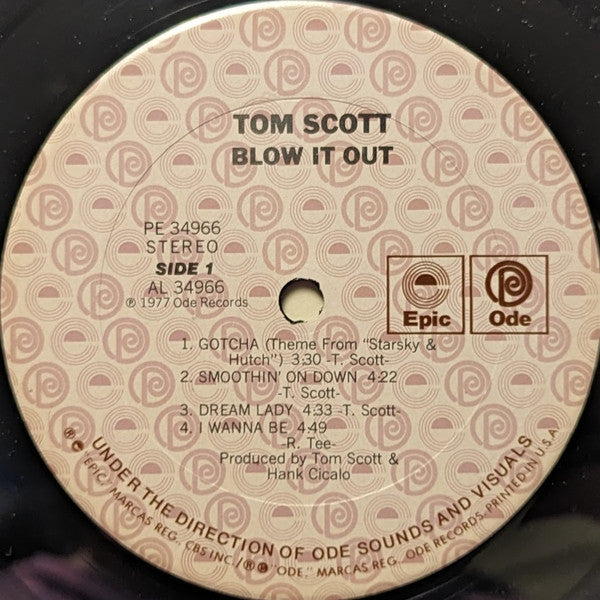 TOM SCOTT
BLOW IT OUT
PE 34966
STEREO
SIDE 1
AL 34966
℗ 1977 Ode Records
Epic
Ode
1. GOTCHA (Theme From "Starsky &
Hutch") 3:30 -T. Scott-
2. SMOOTHIN' ON DOWN 4:22
-T. Scott-
3. DREAM LADY 4:33 -T. Scott-
4. I WANNA BE 4:49
-R. Tee-
Produced by Tom Scott &
Hank Cicalo
UNDER THE DIRECTION OF ODE SOUNDS AND VISUALS
"EPIC," MARCAS REG., CBS INC./ "ODE," MARCAS REG. ODE RECORDS. PRINTED IN U.S.A